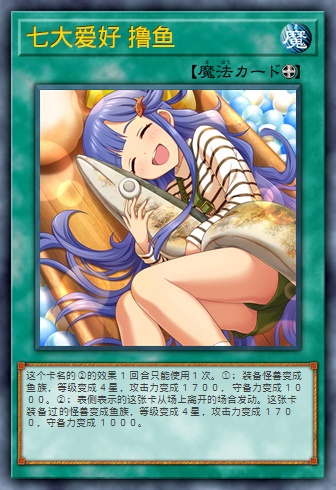 七大爱好 撸鱼
魔
【魔法カード】
这个卡名的②的效果１回合只能使用１次。①：装备怪兽变成
鱼族，等级变成４星，攻击力变成１７００，守备力变成１０
００。②：表侧表示的这张卡从场上离开的场合发动。这张卡
装备过的怪兽变成鱼族，等级变成４星，攻击力变成１７０
０，守备力变成１０００。